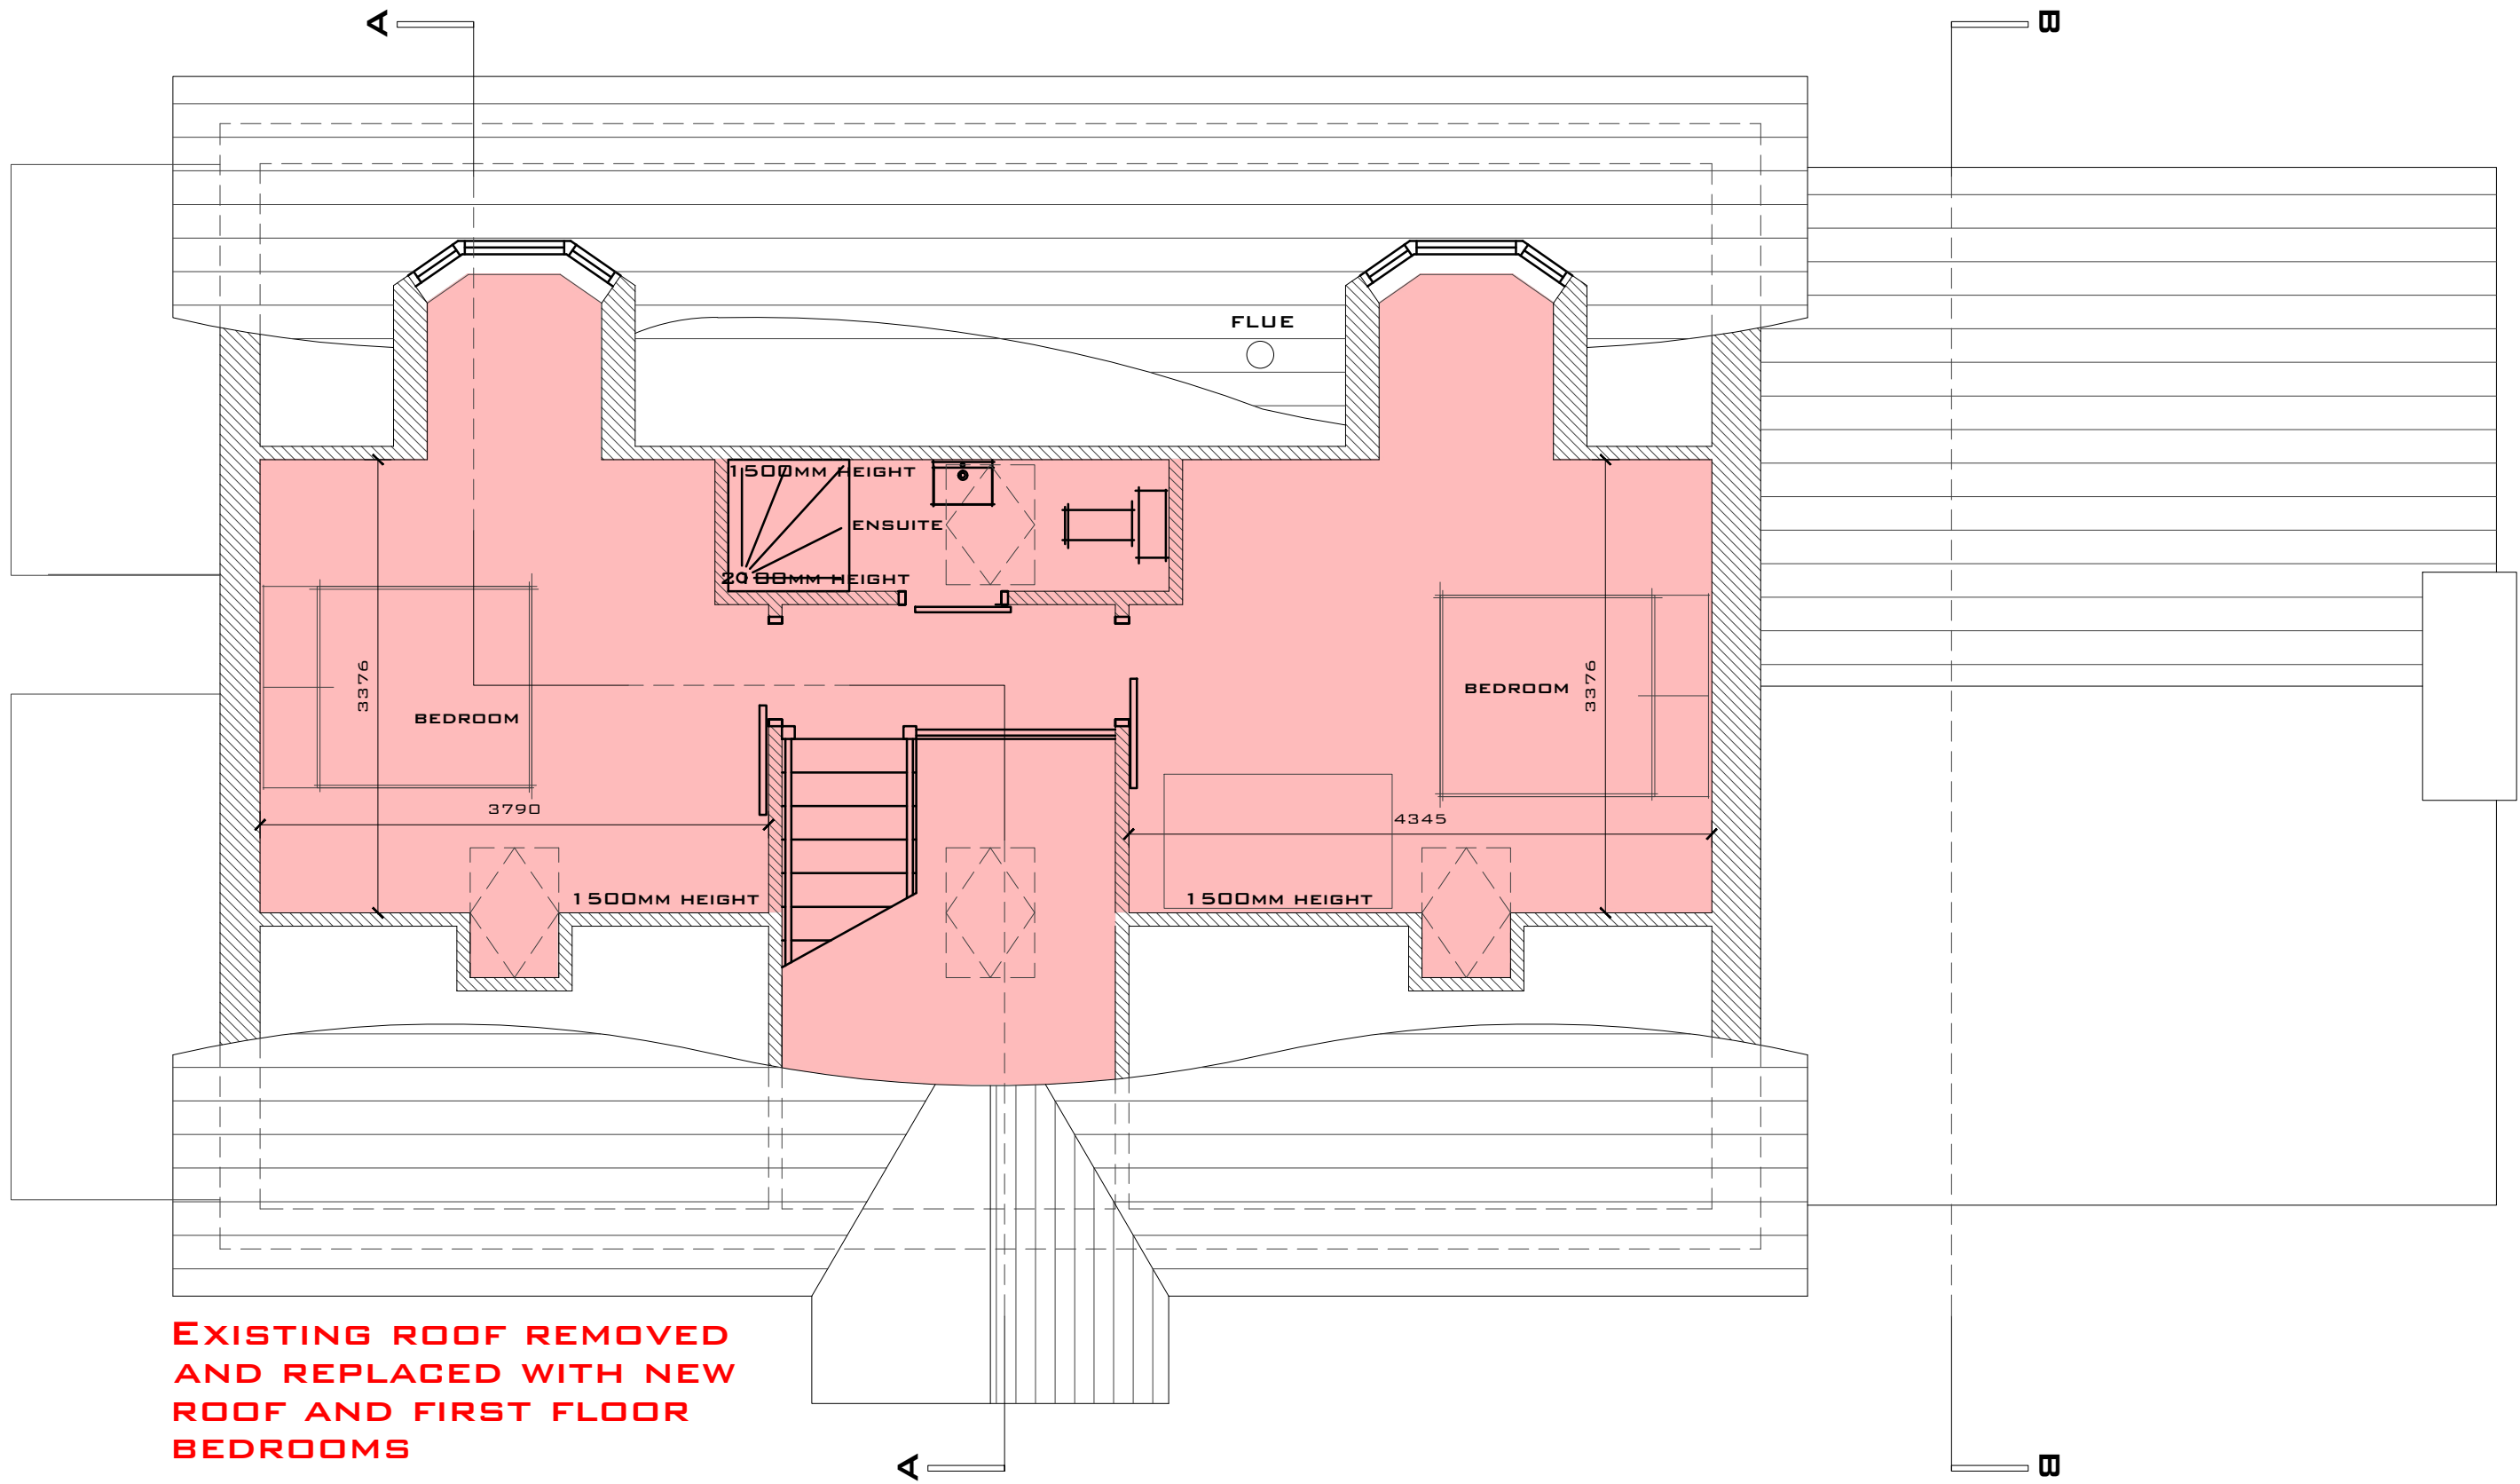 A
B
FLUE
1500MM HEIGHT
ENSUITE
2100MM HEIGHT
3376
BEDROOM
3376
BEDROOM
3790
4345
1500MM HEIGHT
1500MM HEIGHT
EXISTING ROOF REMOVED
AND REPLACED WITH NEW
ROOF AND FIRST FLOOR
BEDROOMS
A
B